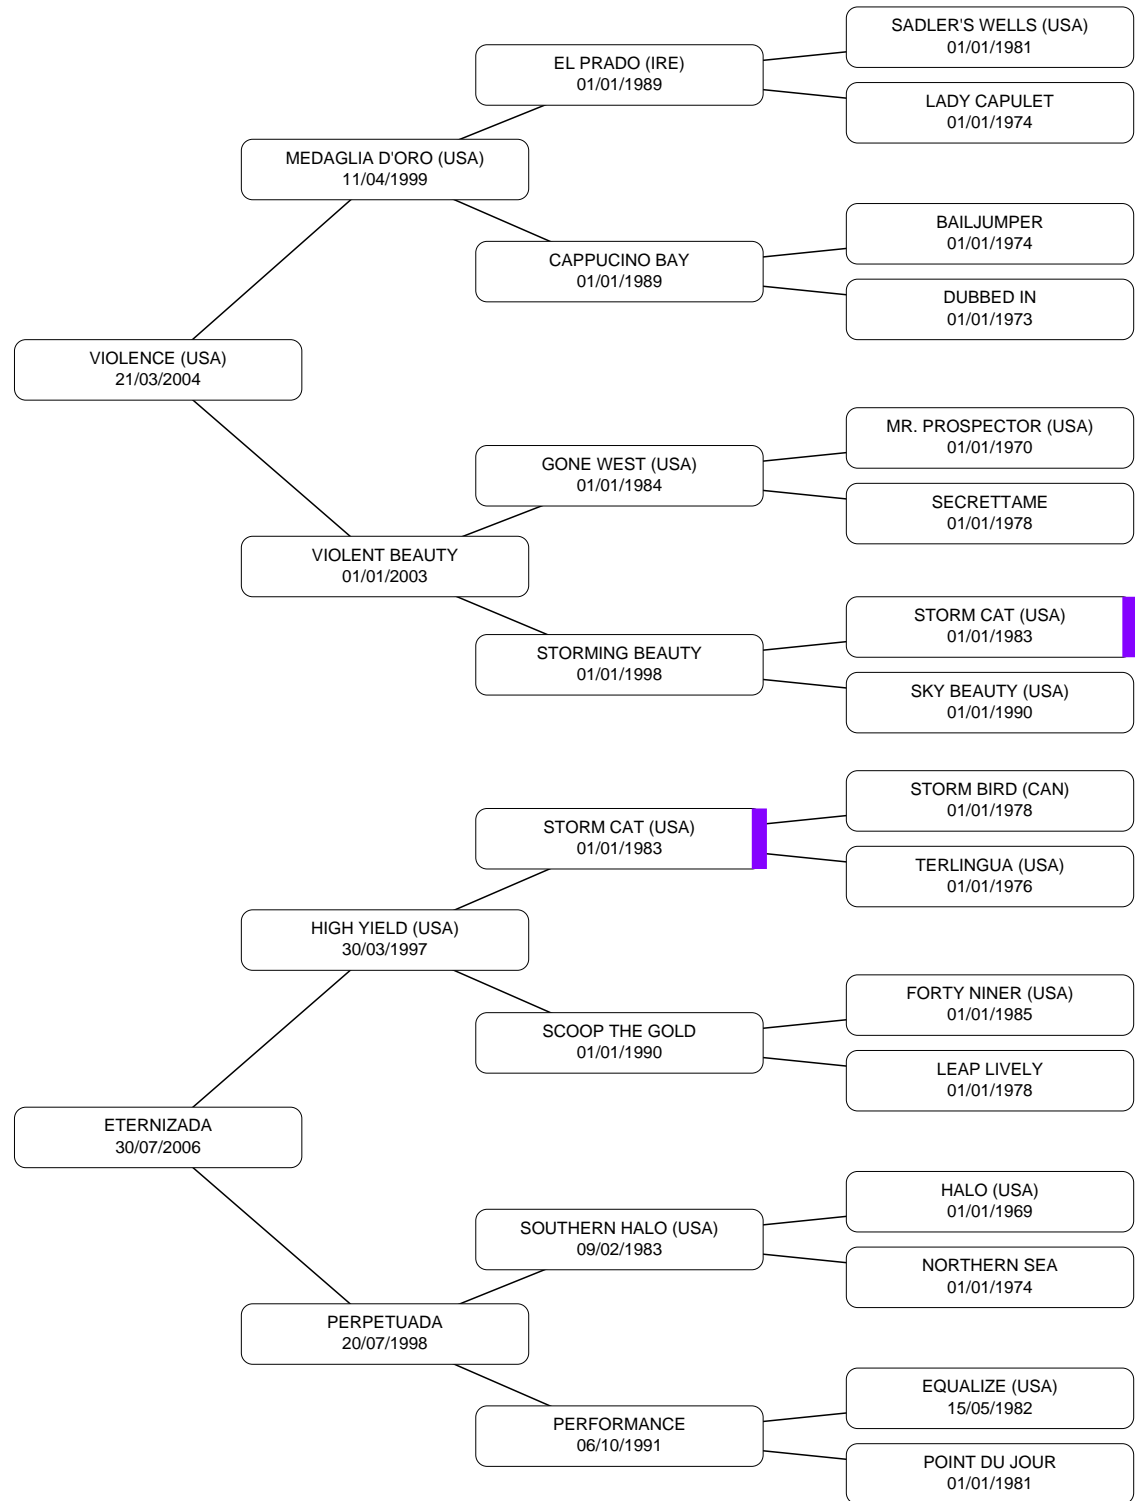 SADLER'S WELLS (USA)
01/01/1981
EL PRADO (IRE)
01/01/1989
LADY CAPULET
01/01/1974
MEDAGLIA D'ORO (USA)
11/04/1999
BAILJUMPER
01/01/1974
CAPPUCINO BAY
01/01/1989
DUBBED IN
01/01/1973
VIOLENCE (USA)
21/03/2004
MR. PROSPECTOR (USA)
01/01/1970
GONE WEST (USA)
01/01/1984
SECRETTAME
01/01/1978
VIOLENT BEAUTY
01/01/2003
STORM CAT (USA)
01/01/1983
STORMING BEAUTY
01/01/1998
SKY BEAUTY (USA)
01/01/1990
STORM BIRD (CAN)
01/01/1978
STORM CAT (USA)
01/01/1983
TERLINGUA (USA)
01/01/1976
HIGH YIELD (USA)
30/03/1997
FORTY NINER (USA)
01/01/1985
SCOOP THE GOLD
01/01/1990
LEAP LIVELY
01/01/1978
ETERNIZADA
30/07/2006
HALO (USA)
01/01/1969
SOUTHERN HALO (USA)
09/02/1983
NORTHERN SEA
01/01/1974
PERPETUADA
20/07/1998
EQUALIZE (USA)
15/05/1982
PERFORMANCE
06/10/1991
POINT DU JOUR
01/01/1981